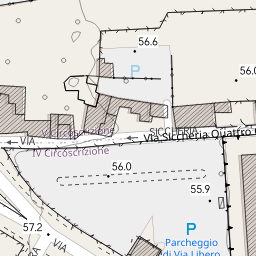 56.6
P
56.0
V Circoscrizione
SICCHERIA
Via Siccheria Quattro
VIA
IV Circoscrizione
56.0
55.9
57.2
VIA
P
Parcheggio
di Via Libero